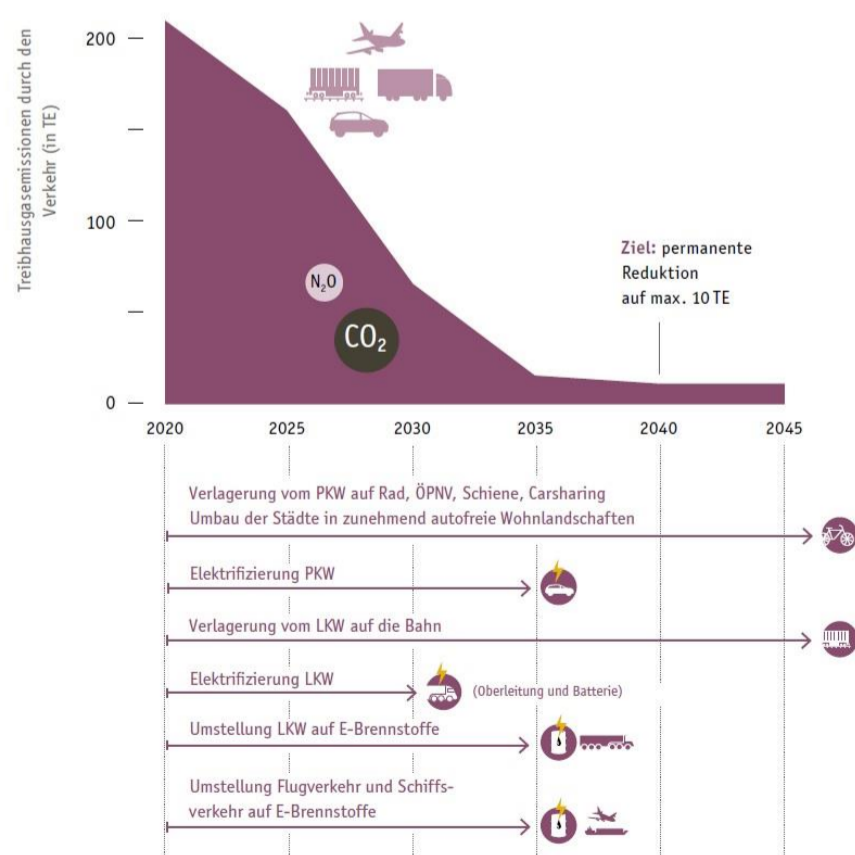 Treibhausgasemissionen durch den
Verkehr (in TE)
200
100
0
N₂O
CO₂
Ziel: permanente
Reduktion
auf max. 10 TE
2020 2025 2030 2035 2040 2045
Verlagerung vom PKW auf Rad, ÖPNV, Schiene, Carsharing
Umbau der Städte in zunehmend autofreie Wohnlandschaften
Elektrifizierung PKW
Verlagerung vom LKW auf die Bahn
Elektrifizierung LKW
(Oberleitung und Batterie)
Umstellung LKW auf E-Brennstoffe
Umstellung Flugverkehr und Schiffs-
verkehr auf E-Brennstoffe